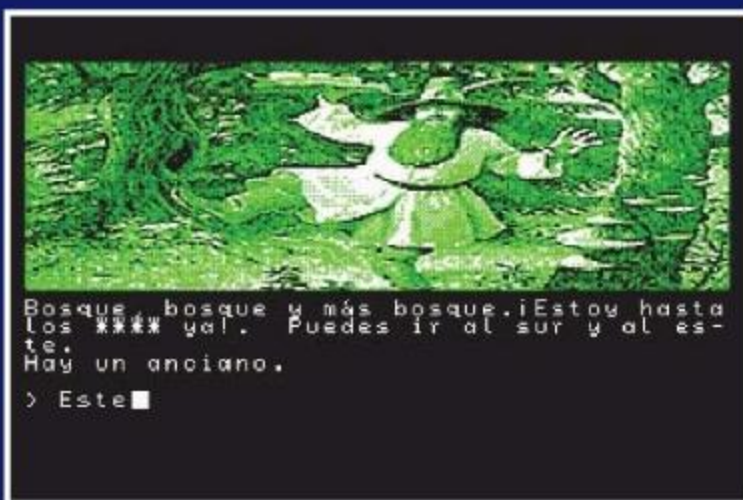 Bosque, bosque y más bosque.¡Estoy hasta
los **** ya!.  Puedes ir al sur y al es-
te.
Hay un anciano.
> Este